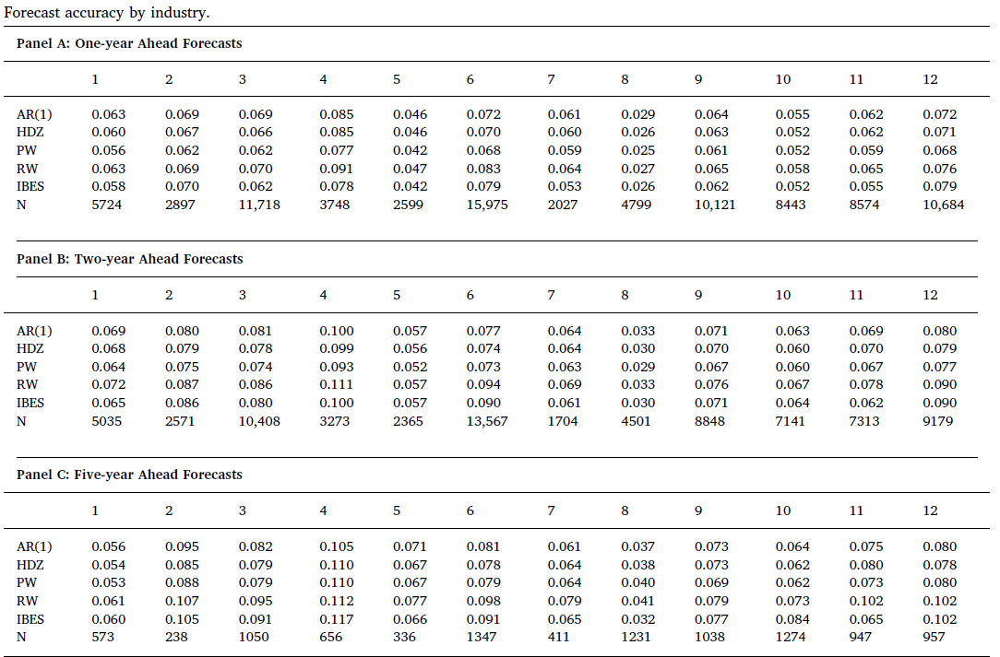 Forecast accuracy by industry.
Panel A: One-year Ahead Forecasts
1 2 3 4 5 6 7 8 9 10 11 12
AR(1) 0.063 0.069 0.069 0.085 0.046 0.072 0.061 0.029 0.064 0.055 0.062 0.072
HDZ 0.060 0.067 0.066 0.085 0.046 0.070 0.060 0.026 0.063 0.052 0.062 0.071
PW 0.056 0.062 0.062 0.077 0.042 0.068 0.059 0.025 0.061 0.052 0.059 0.068
RW 0.063 0.069 0.070 0.091 0.047 0.083 0.064 0.027 0.065 0.058 0.065 0.076
IBES 0.058 0.070 0.062 0.078 0.042 0.079 0.053 0.026 0.062 0.052 0.055 0.079
N 5724 2897 11,718 3748 2599 15,975 2027 4799 10,121 8443 8574 10,684
Panel B: Two-year Ahead Forecasts
1 2 3 4 5 6 7 8 9 10 11 12
AR(1) 0.069 0.080 0.081 0.100 0.057 0.077 0.064 0.033 0.071 0.063 0.069 0.080
HDZ 0.068 0.079 0.078 0.099 0.056 0.074 0.064 0.030 0.070 0.060 0.070 0.079
PW 0.064 0.075 0.074 0.093 0.052 0.073 0.063 0.029 0.067 0.060 0.067 0.077
RW 0.072 0.087 0.086 0.111 0.057 0.094 0.069 0.033 0.076 0.067 0.078 0.090
IBES 0.065 0.086 0.080 0.100 0.057 0.090 0.061 0.030 0.071 0.064 0.062 0.090
N 5035 2571 10,408 3273 2365 13,567 1704 4501 8848 7141 7313 9179
Panel C: Five-year Ahead Forecasts
1 2 3 4 5 6 7 8 9 10 11 12
AR(1) 0.056 0.095 0.082 0.105 0.071 0.081 0.061 0.037 0.073 0.064 0.075 0.080
HDZ 0.054 0.085 0.079 0.110 0.067 0.078 0.064 0.038 0.073 0.062 0.080 0.078
PW 0.053 0.088 0.079 0.110 0.067 0.079 0.064 0.040 0.069 0.062 0.073 0.080
RW 0.061 0.107 0.095 0.112 0.077 0.098 0.079 0.041 0.079 0.073 0.102 0.102
IBES 0.060 0.105 0.091 0.117 0.066 0.091 0.065 0.032 0.077 0.084 0.065 0.102
N 573 238 1050 656 336 1347 411 1231 1038 1274 947 957